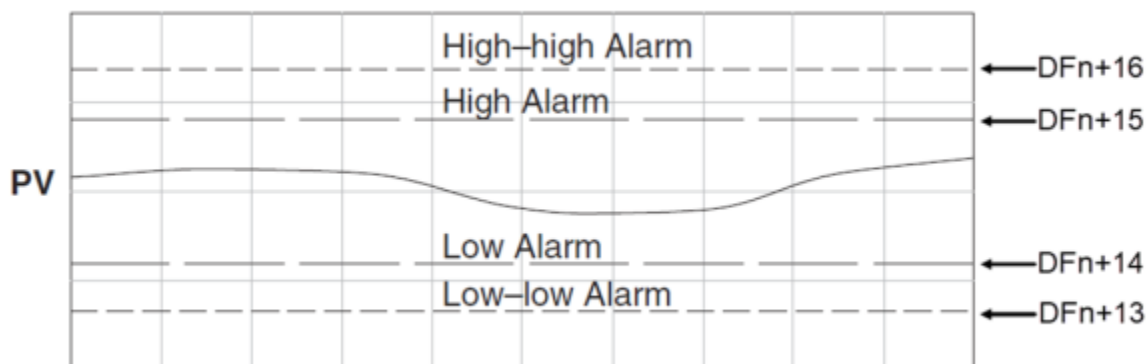 High–high Alarm
DFn+16
High Alarm
DFn+15
PV
Low Alarm
DFn+14
Low–low Alarm
DFn+13